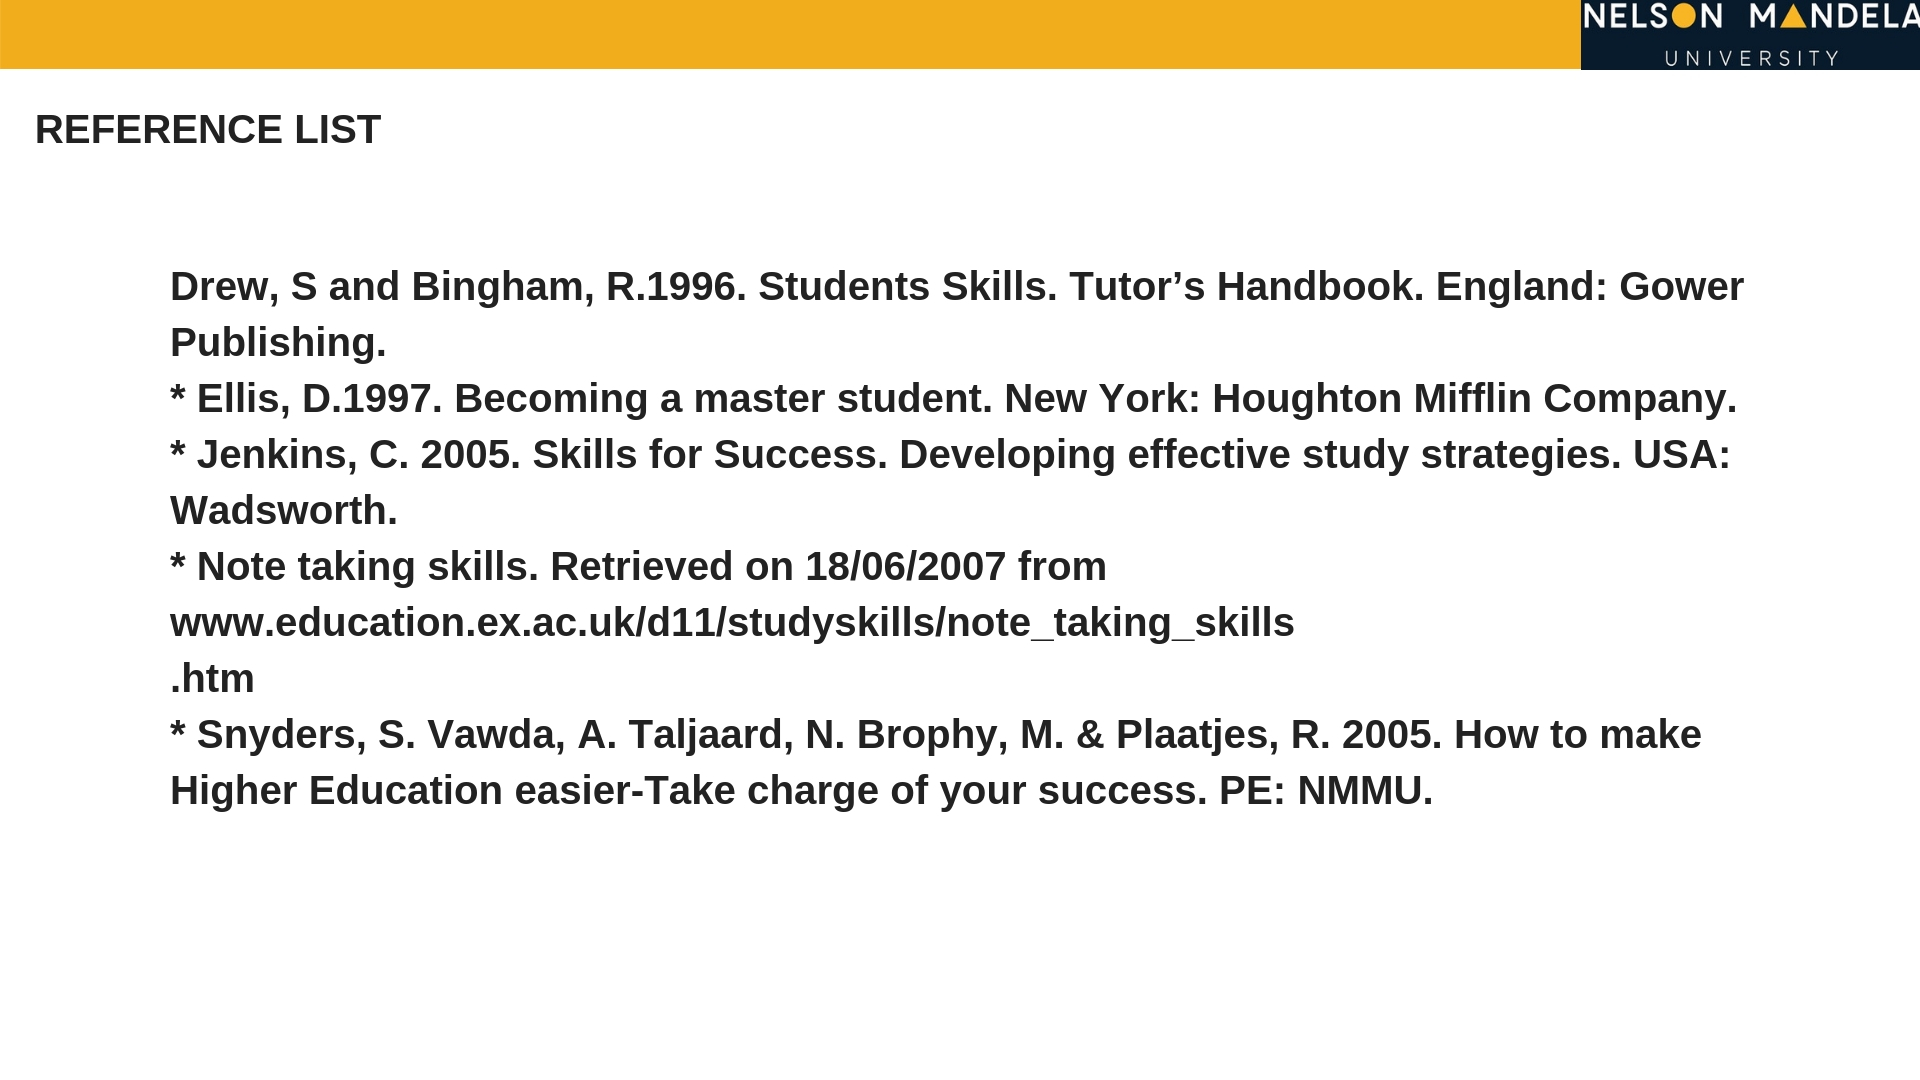 NELSON MANDELA
UNIVERSITY
REFERENCE LIST
Drew, S and Bingham, R.1996. Students Skills. Tutor’s Handbook. England: Gower
Publishing.
* Ellis, D.1997. Becoming a master student. New York: Houghton Mifflin Company.
* Jenkins, C. 2005. Skills for Success. Developing effective study strategies. USA:
Wadsworth.
* Note taking skills. Retrieved on 18/06/2007 from
www.education.ex.ac.uk/d11/studyskills/note_taking_skills
.htm
* Snyders, S. Vawda, A. Taljaard, N. Brophy, M. & Plaatjes, R. 2005. How to make
Higher Education easier-Take charge of your success. PE: NMMU.